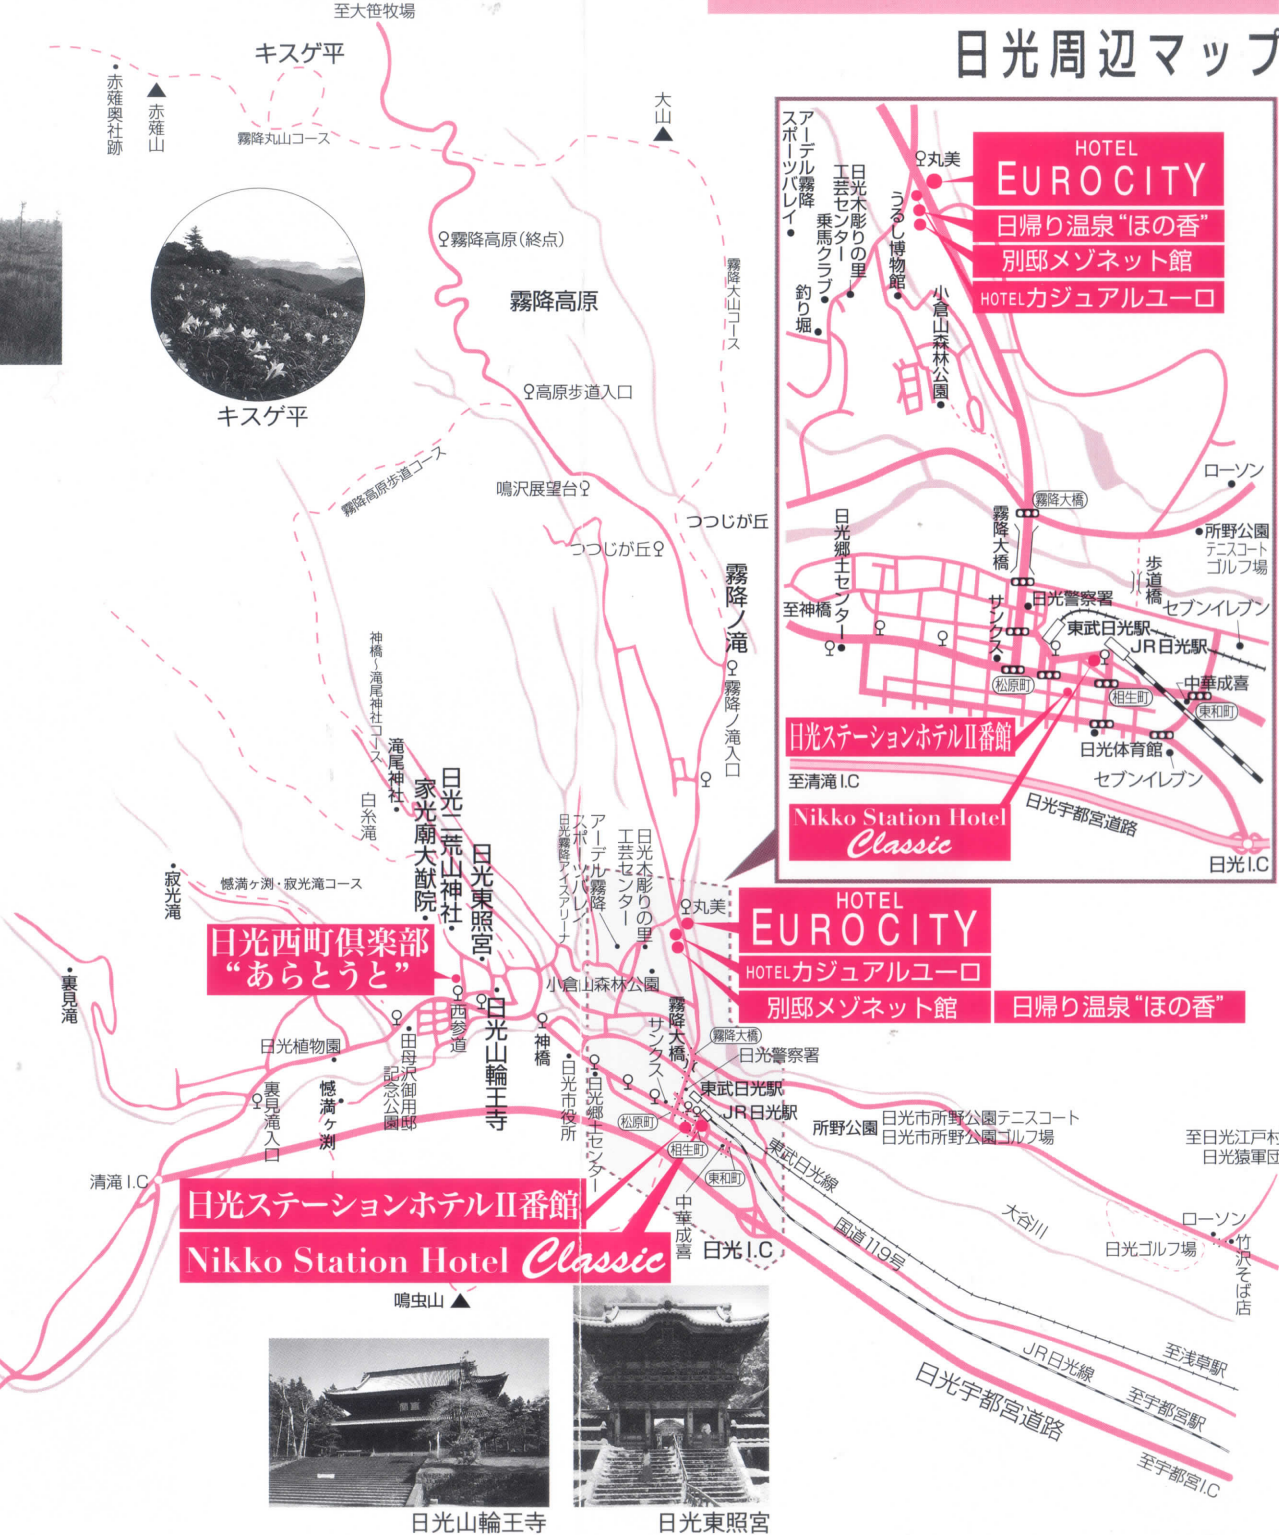 日光周辺マップ
至大笹牧場
キスゲ平
赤薙奥社跡
赤薙山
霧降丸山コース
大山
霧降高原(終点)
霧降高原
霧降大山コース
キスゲ平
高原歩道入口
霧降高原歩道コース
鳴沢展望台
つつじが丘
つつじが丘
霧降ノ滝
霧降ノ滝入口
神橋～滝尾神社コース
滝尾神社
白糸滝
日光二荒山神社
家光廟大猷院
日光東照宮
寂光滝
憾満ヶ渕・寂光滝コース
日光霧降アイスアリーナ
アーデル霧降
スポーツバレイ
日光木彫りの里
工芸センター
丸美
HOTEL
EUROCITY
HOTELカジュアルユーロ
別邸メゾネット館
日帰り温泉“ほの香”
日光西町倶楽部
“あらとうと”
裏見滝
小倉山森林公園
西参道
日光山輪王寺
神橋
日光植物園
田母沢御用邸
記念公園
憾満ヶ渕
裏見滝入口
日光市役所
日光郷土センター
霧降大橋
サンクス
霧降大橋
日光警察署
東武日光駅
JR日光駅
松原町
相生町
東和町
中華成喜
所野公園
日光市所野公園テニスコート
日光市所野公園ゴルフ場
至日光江戸村
日光猿軍団
清滝I.C
日光ステーションホテルII番館
Nikko Station Hotel Classic
日光I.C
東武日光線
国道119号
大谷川
日光ゴルフ場
ローソン
竹沢そば店
鳴虫山
至浅草駅
JR日光線
至宇都宮駅
日光宇都宮道路
至宇都宮I.C
日光山輪王寺
日光東照宮
アーデル霧降
スポーツバレイ
日光木彫りの里
工芸センター
乗馬クラブ
釣り堀
うるし博物館
小倉山森林公園
丸美
HOTEL
EUROCITY
日帰り温泉“ほの香”
別邸メゾネット館
HOTELカジュアルユーロ
ローソン
霧降大橋
霧降大橋
所野公園
テニスコート
ゴルフ場
日光郷土センター
歩道橋
セブンイレブン
至神橋
サンクス
日光警察署
東武日光駅
JR日光駅
松原町
相生町
中華成喜
東和町
日光ステーションホテルII番館
日光体育館
セブンイレブン
至清滝I.C
日光宇都宮道路
Nikko Station Hotel
Classic
日光I.C